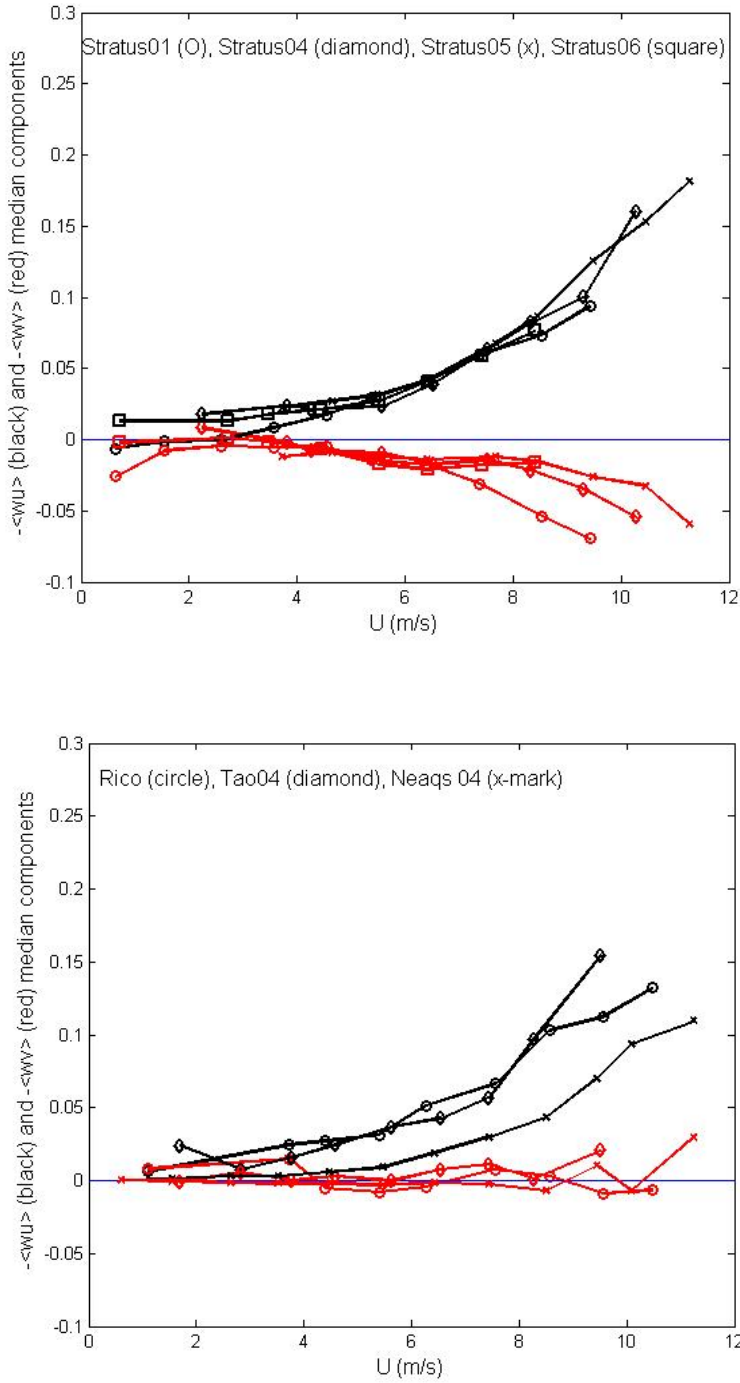 0.3
Stratus01 (O), Stratus04 (diamond), Stratus05 (x), Stratus06 (square)
0.25
0.2
0.15
0.1
0.05
0
-0.05
-0.1
-<wu> (black) and -<wv> (red) median components
0 2 4 6 8 10 12
U (m/s)
0.3
Rico (circle), Tao04 (diamond), Neaqs 04 (x-mark)
0.25
0.2
0.15
0.1
0.05
0
-0.05
-0.1
-<wu> (black) and -<wv> (red) median components
0 2 4 6 8 10 12
U (m/s)